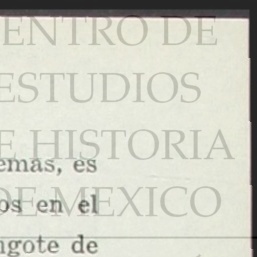 ENTRO DE
ESTUDIOS
E HISTORIA
emas, es
DE MEXICO
os en el
ngote de